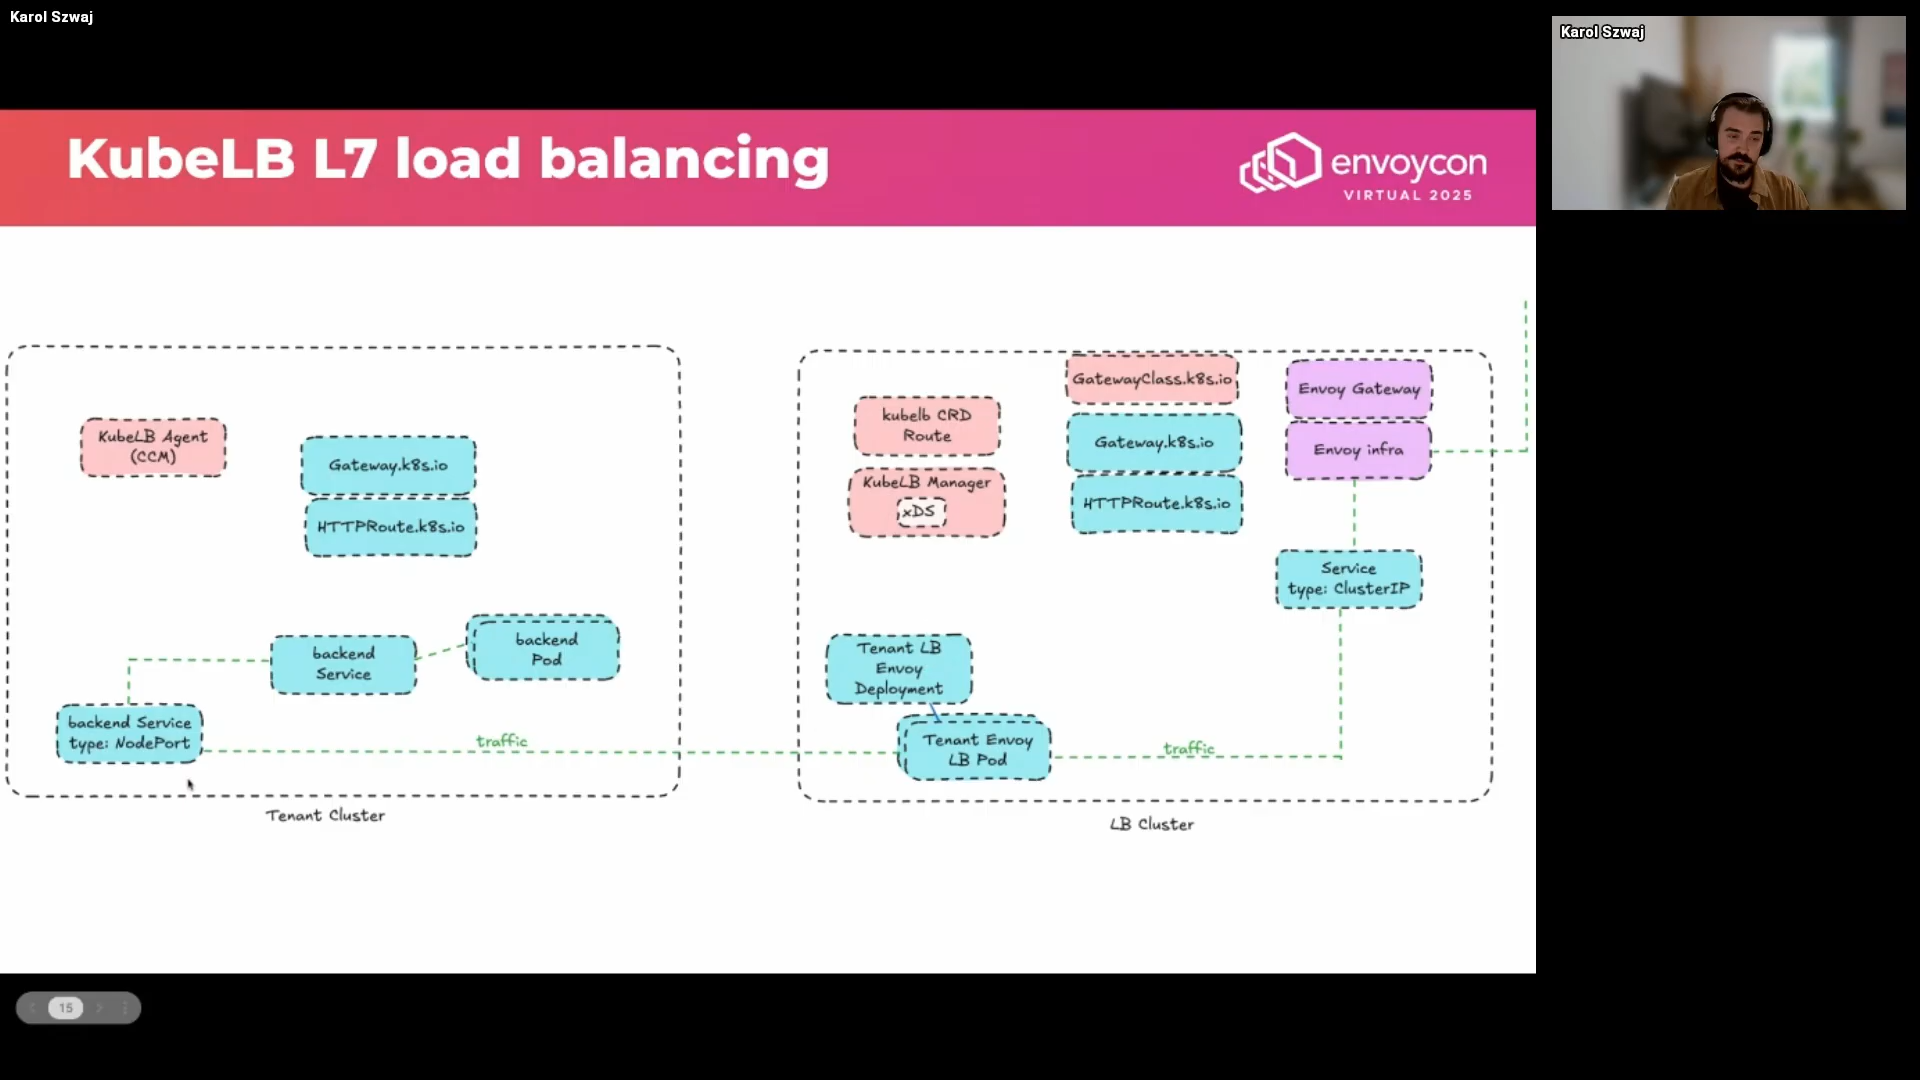 Karol Szwaj
Karol Szwaj
KubeLB L7 load balancing
envoycon
VIRTUAL 2025
KubeLB Agent
(CCM)
Gateway.k8s.io
HTTPRoute.k8s.io
backend
Service
backend
Pod
backend Service
type: NodePort
traffic
Tenant Cluster
kubelb CRD
Route
KubeLB Manager
xDS
GatewayClass.k8s.io
Gateway.k8s.io
HTTPRoute.k8s.io
Envoy Gateway
Envoy infra
Service
type: ClusterIP
Tenant LB
Envoy
Deployment
Tenant Envoy
LB Pod
traffic
LB Cluster
15